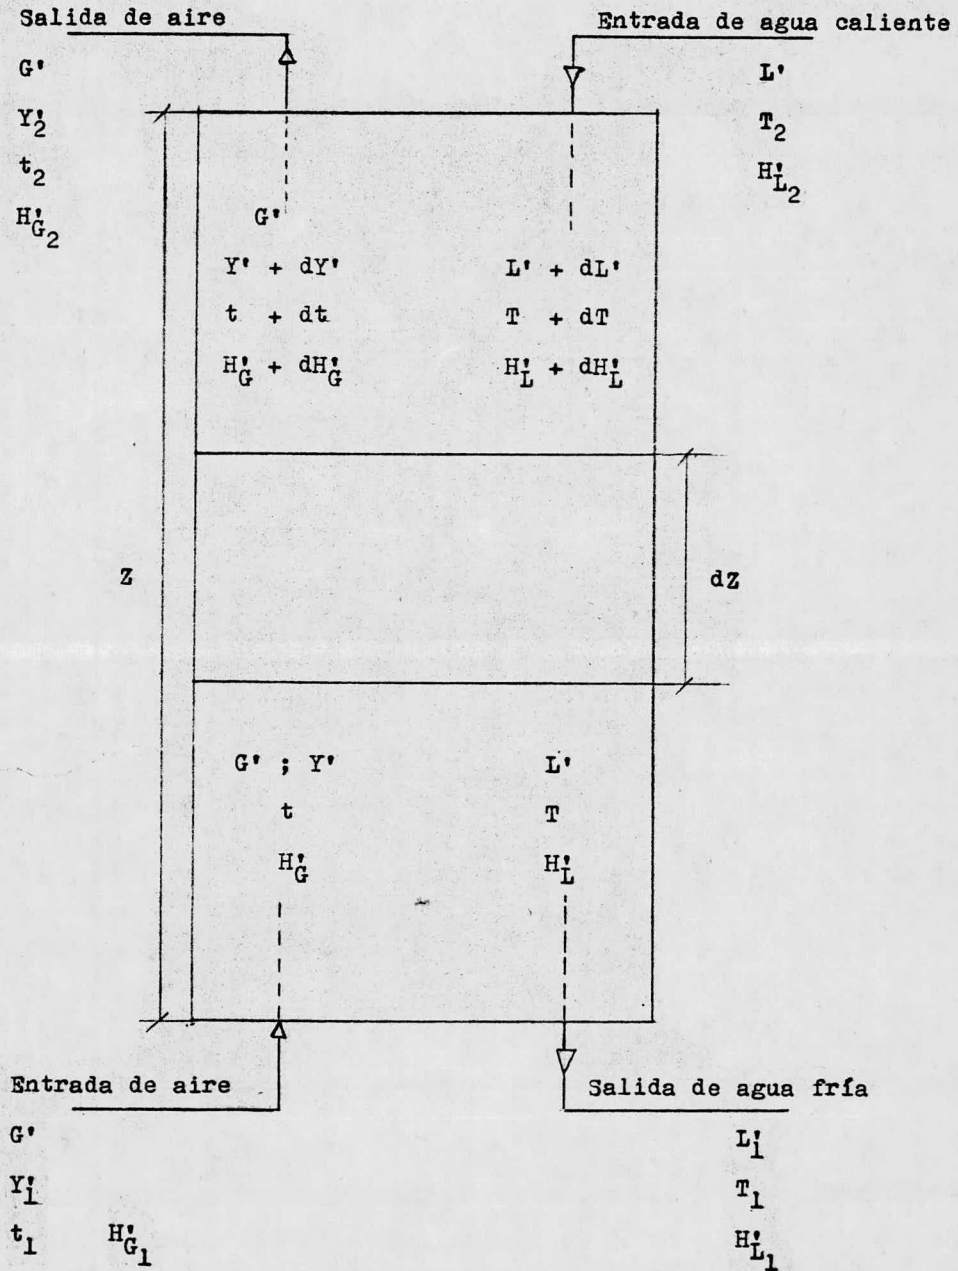 Salida de aire
Entrada de agua caliente
G'
L'
Y'₂
T₂
t₂
H'L₂
H'G₂
G'
Y' + dY'
L' + dL'
t + dt
T + dT
H'G + dH'G
H'L + dH'L
Z
dZ
G' ; Y'
L'
t
T
H'G
H'L
Entrada de aire
Salida de agua fría
G'
L'₁
Y'₁
T₁
t₁ H'G₁
H'L₁